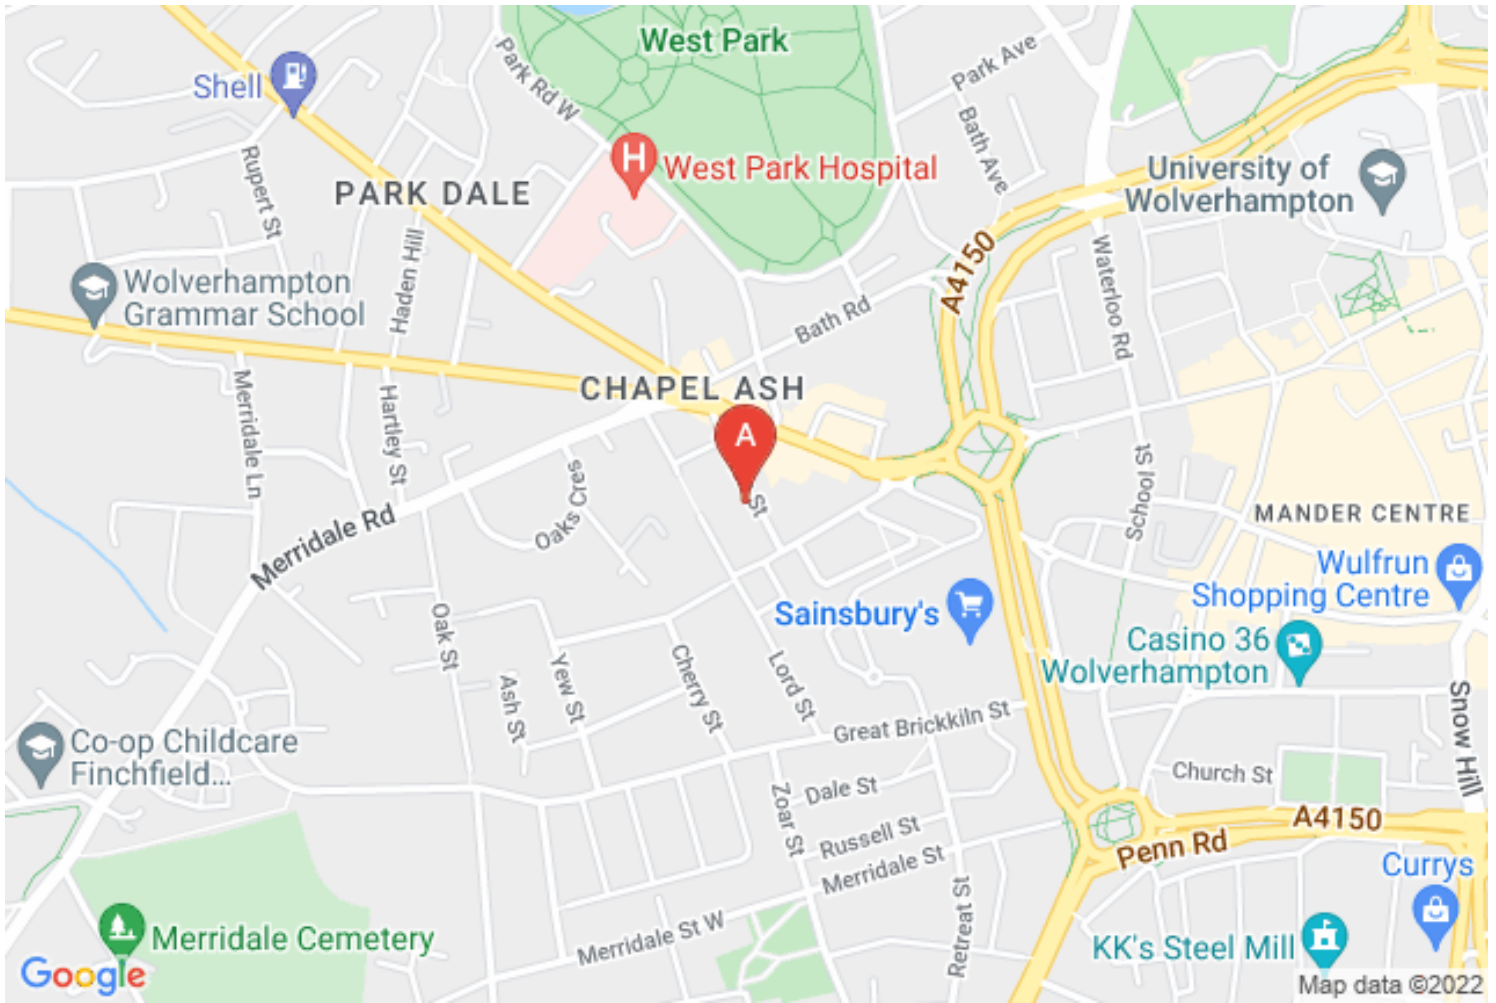 West Park
Park Rd W
Park Ave
Shell
Bath Ave
West Park Hospital
University of
Wolverhampton
Rupert St
PARK DALE
Haden Hill
A4150
Waterloo Rd
Wolverhampton
Grammar School
Bath Rd
CHAPEL ASH
Merridale Ln
Hartley St
A
School St
St
Oaks Cres
MANDER CENTRE
Merridale Rd
Wulfrun
Shopping Centre
Sainsbury's
Casino 36
Wolverhampton
Oak St
Yew St
Ash St
Cherry St
Lord St
Great Brickkiln St
Snow Hill
Co-op Childcare
Finchfield...
Church St
Dale St
Zoar St
A4150
Russell St
Penn Rd
Merridale St
Currys
Retreat St
Merridale St W
Merridale Cemetery
KK's Steel Mill
Google
Map data ©2022